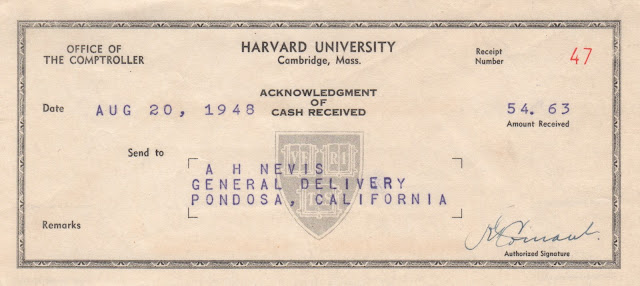 OFFICE OF
THE COMPTROLLER
HARVARD UNIVERSITY
Cambridge, Mass.
Receipt
Number
47
Date
AUG 20, 1948
ACKNOWLEDGMENT
OF
CASH RECEIVED
54. 63
Amount Received
Send to
A H NEVIS
GENERAL DELIVERY
PONDOSA, CALIFORNIA
Remarks
Authorized Signature